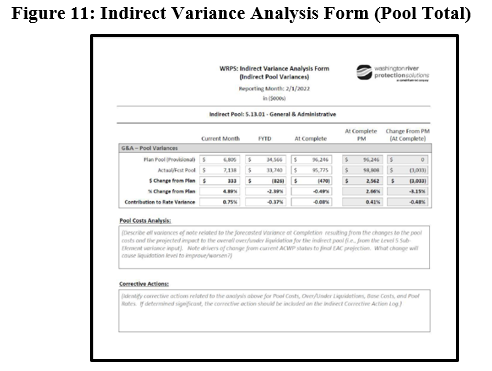 Figure 11: Indirect Variance Analysis Form (Pool Total)
WRPS: Indirect Variance Analysis Form
(Indirect Pool Variances)
washington river
protection solutions
Reporting Month: 2/1/2022
in ($000s)
Indirect Pool: 5.13.01 - General & Administrative
Current Month FYTD At Complete At Complete PM Change From PM (At Complete)
G&A – Pool Variances
Plan Pool (Provisional) $ 6,805 $ 34,566 $ 96,246 $ 96,246 $ 0
Actual/Fcst Pool $ 7,138 $ 33,740 $ 95,775 $ 98,808 $ (3,033)
$ Change from Plan $ 333 $ (828) $ (470) $ 2,562 $ (3,033)
% Change from Plan 4.89% -2.39% -0.49% 2.66% -3.15%
Contribution to Rate Variance 0.75% -0.37% -0.08% 0.41% -0.48%
Pool Costs Analysis:
(Describe all variances of note related to the forecasted Variance at Completion resulting from the changes to the pool
costs and the projected impact to the overall over/under liquidation for the indirect pool (i.e., from the Level 5 Sub-
Element variance input). Note drivers of change from current ACWP status to final EAC projection. What change will
cause liquidation level to improve/worsen?)
Corrective Actions:
(Identify corrective actions related to the analysis above for Pool Costs, Over/Under Liquidations, Base Costs, and Pool
Rates. If determined significant, the corrective action should be included on the Indirect Corrective Action Log.)